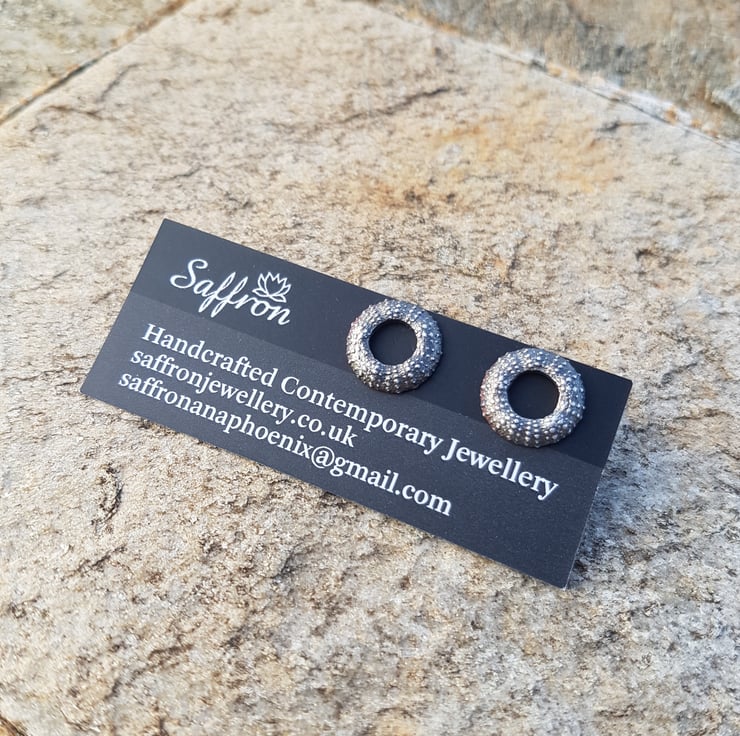 Saffron
Handcrafted Contemporary Jewellery
saffronjewellery.co.uk
saffronanaphoenix@gmail.com